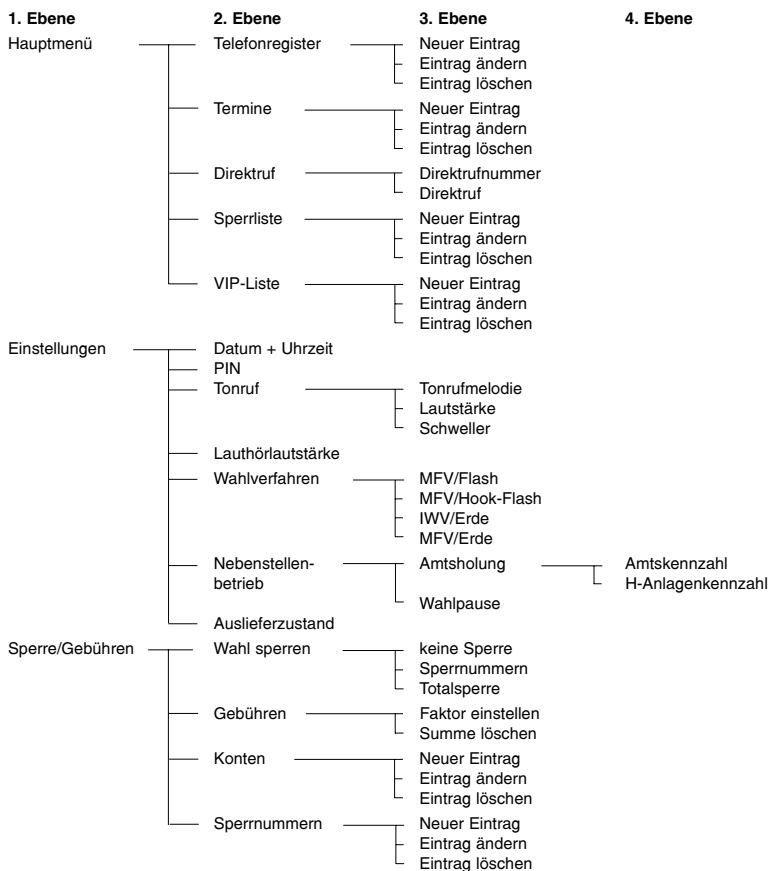 1. Ebene 2. Ebene 3. Ebene 4. Ebene
Hauptmenü Telefonregister Neuer Eintrag
Eintrag ändern
Eintrag löschen
Termine Neuer Eintrag
Eintrag ändern
Eintrag löschen
Direktruf Direktrufnummer
Direktruf
Sperrliste Neuer Eintrag
Eintrag ändern
Eintrag löschen
VIP-Liste Neuer Eintrag
Eintrag ändern
Eintrag löschen
Einstellungen Datum + Uhrzeit
PIN
Tonruf Tonrufmelodie
Lautstärke
Schweller
Lauthörlautstärke
Wahlverfahren MFV/Flash
MFV/Hook-Flash
IWV/Erde
MFV/Erde
Nebenstellen- Amtsholung Amtskennzahl
betrieb H-Anlagenkennzahl
Wahlpause
Auslieferzustand
Sperre/Gebühren Wahl sperren keine Sperre
Sperrnummern
Totalsperre
Gebühren Faktor einstellen
Summe löschen
Konten Neuer Eintrag
Eintrag ändern
Eintrag löschen
Sperrnummern Neuer Eintrag
Eintrag ändern
Eintrag löschen